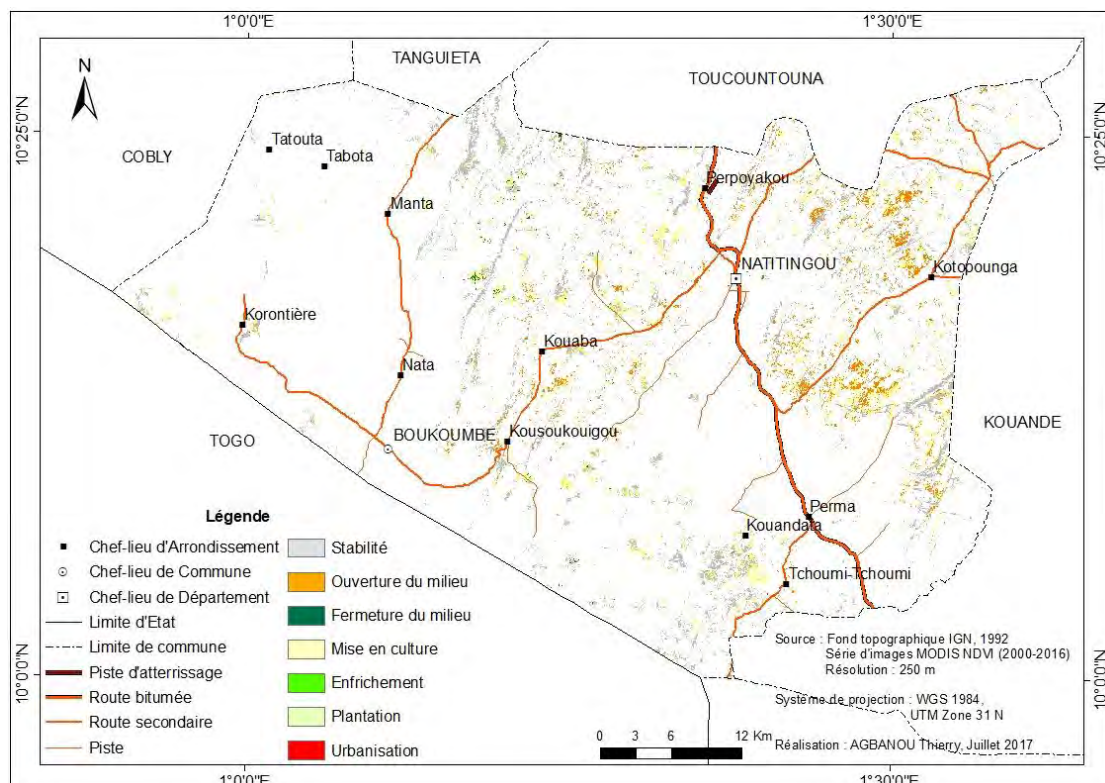 1°0'0"E
1°30'0"E
N
TANGUIETA
TOUCOUNTOUNA
10°25'0"N
10°25'0"N
COBLY
Tatouta
Tabota
Perpoyakou
Manta
NATITINGOU
Kotopounga
Korontière
Kouaba
Nata
BOUKOUMBE
Kousoukouigou
KOUANDE
TOGO
Perma
Kouandata
Tchoumi-Tchoumi
Légende
Chef-lieu d'Arrondissement
Chef-lieu de Commune
Chef-lieu de Département
Limite d'Etat
Limite de commune
Piste d'atterrissage
Route bitumée
Route secondaire
Piste
Stabilité
Ouverture du milieu
Fermeture du milieu
Mise en culture
Enfrichement
Plantation
Urbanisation
Source : Fond topographique IGN, 1992
Série d'images MODIS NDVI (2000-2016)
Résolution : 250 m
Système de projection : WGS 1984,
UTM Zone 31 N
Réalisation : AGBANOU Thierry, Juillet 2017
0 3 6 12 Km
10°0'0"N
10°0'0"N
1°0'0"E
1°30'0"E